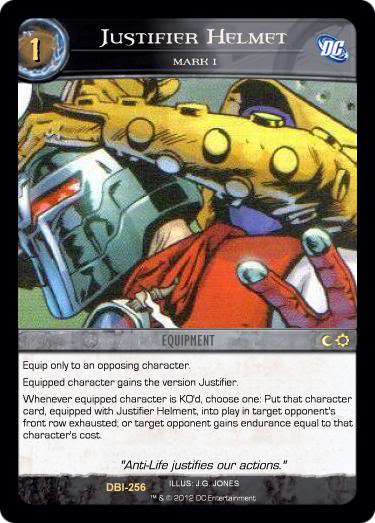 1
JUSTIFIER HELMET
MARK I
DC
EQUIPMENT
Equip only to an opposing character.
Equipped character gains the version Justifier.
Whenever equipped character is KO'd, choose one: Put that character
card, equipped with Justifier Helment, into play in target opponent's
front row exhausted; or target opponent gains endurance equal to that
character's cost.
"Anti-Life justifies our actions."
DBI-256
ILLUS: J.G. JONES
™ & © 2012 DC Entertainment